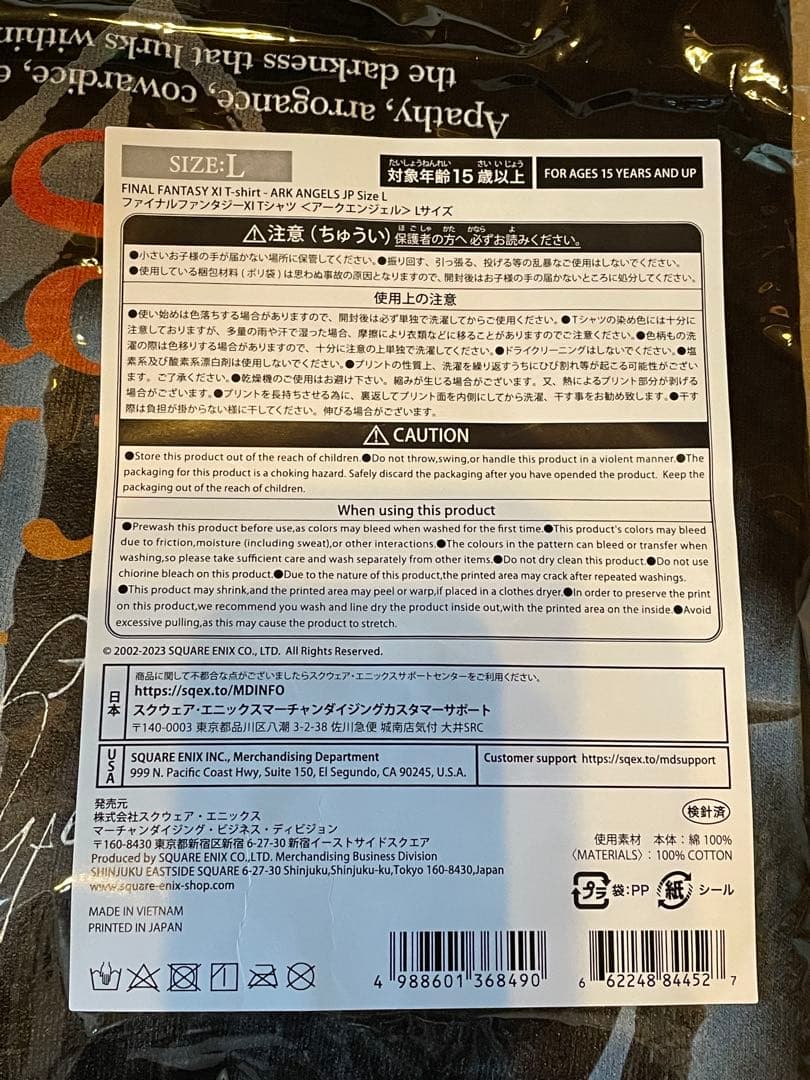 Apathy, arrogance, cowardice,
the darkness that lurks within
SIZE:L
たいしょうねんれい さい いじょう
対象年齢15歳以上
FOR AGES 15 YEARS AND UP
FINAL FANTASY XI T-shirt - ARK ANGELS JP Size L
ファイナルファンタジーXI Tシャツ <アークエンジェル> Lサイズ
ほごしゃ かた かなら よ
⚠注意(ちゅうい)保護者の方へ必ずお読みください。
●小さいお子様の手が届かない場所に保管してください。●振り回す、引っ張る、投げる等の乱暴なご使用はしないでください。
●使用している梱包材料(ポリ袋)は思わぬ事故の原因となりますので、開封後はお子様の手の届かないところに処分してください。
使用上の注意
●使い始めは色落ちする場合がありますので、開封後は必ず単独で洗濯してからご使用ください。●Tシャツの染め色には十分に
注意しておりますが、多量の雨や汗で湿った場合、摩擦により衣類などに移ることがありますのでご注意ください。●色柄もの洗
濯の際は色移りする場合がありますので、十分に注意の上単独で洗濯してください。●ドライクリーニングはしないでください。●塩
素系及び酸素系漂白剤は使用しないでください。●プリントの性質上、洗濯を繰り返すうちにひび割れ等が起こる可能性がござい
ます。ご了承ください。●乾燥機のご使用はお避け下さい。縮みが生じる場合がございます。又、熱によるプリント部分が剥げる
場合がございます。●プリントを長持ちさせる為に、裏返してプリント面を内側にしてから洗濯、干す事をお勧め致します。●干す
際は負担が掛からない様に干してください。伸びる場合がございます。
⚠CAUTION
●Store this product out of the reach of children.●Do not throw,swing,or handle this product in a violent manner.●The
packaging for this product is a choking hazard. Safely discard the packaging after you have opended the product. Keep the
packaging out of the reach of children.
When using this product
●Prewash this product before use,as colors may bleed when washed for the first time.●This product's colors may bleed
due to friction,moisture (including sweat),or other interactions.●The colours in the pattern can bleed or transfer when
washing,so please take sufficient care and wash separately from other items.●Do not dry clean this product.●Do not use
chiorine bleach on this product.●Due to the nature of this product,the printed area may crack after repeated washings.
●This product may shrink,and the printed area may peel or warp,if placed in a clothes dryer.●In order to preserve the print
on this product,we recommend you wash and line dry the product inside out,with the printed area on the inside.●Avoid
excessive pulling,as this may cause the product to stretch.
© 2002-2023 SQUARE ENIX CO., LTD. All Rights Reserved.
日本
商品に関して不都合な点がございましたらスクウェア・エニックスサポートセンターをご利用ください。
https://sqex.to/MDINFO
スクウェア・エニックスマーチャンダイジングカスタマーサポート
〒140-0003 東京都品川区八潮 3-2-38 佐川急便 城南店気付 大井SRC
USA
SQUARE ENIX INC., Merchandising Department
999 N. Pacific Coast Hwy, Suite 150, El Segundo, CA 90245, U.S.A.
Customer support https://sqex.to/mdsupport
発売元
株式会社スクウェア・エニックス
マーチャンダイジング・ビジネス・ディビジョン
〒160-8430 東京都新宿区新宿 6-27-30 新宿イーストサイドスクエア
Produced by SQUARE ENIX CO.,LTD. Merchandising Business Division
SHINJUKU EASTSIDE SQUARE 6-27-30 Shinjuku,Shinjuku-ku,Tokyo 160-8430,Japan
www.square-enix-shop.com
検針済
使用素材 本体:綿 100%
〈MATERIALS〉:100% COTTON
プラ 袋:PP 紙 シール
MADE IN VIETNAM
PRINTED IN JAPAN
4 988601 368490
6 62248 84452 7